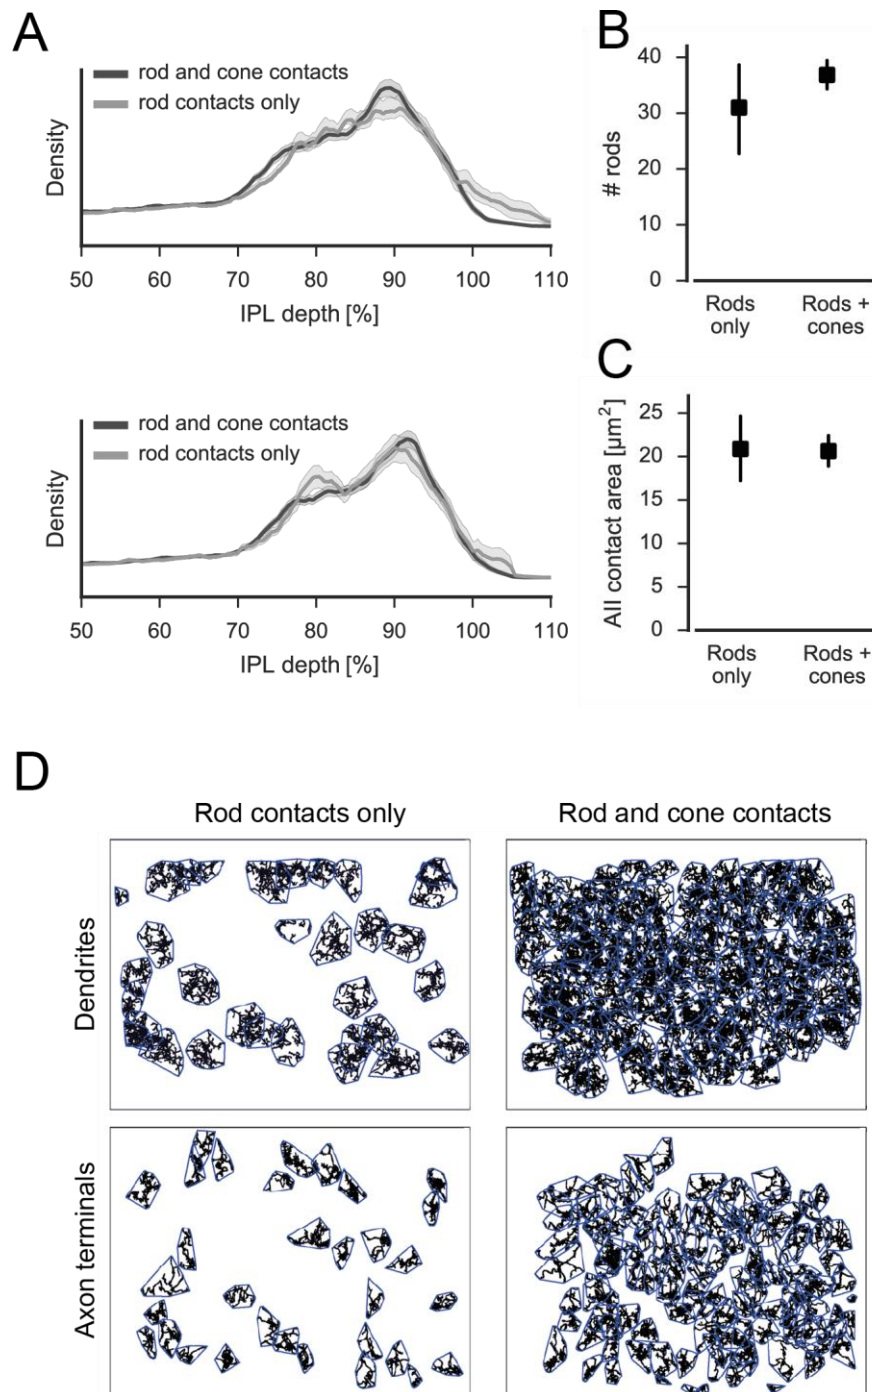 A
rod and cone contacts
rod contacts only
Density
50 60 70 80 90 100 110
IPL depth [%]
rod and cone contacts
rod contacts only
Density
50 60 70 80 90 100 110
IPL depth [%]
B
# rods
40
30
20
10
0
Rods only
Rods + cones
C
All contact area [µm²]
25
20
15
10
5
0
Rods only
Rods + cones
D
Rod contacts only
Rod and cone contacts
Dendrites
Axon terminals